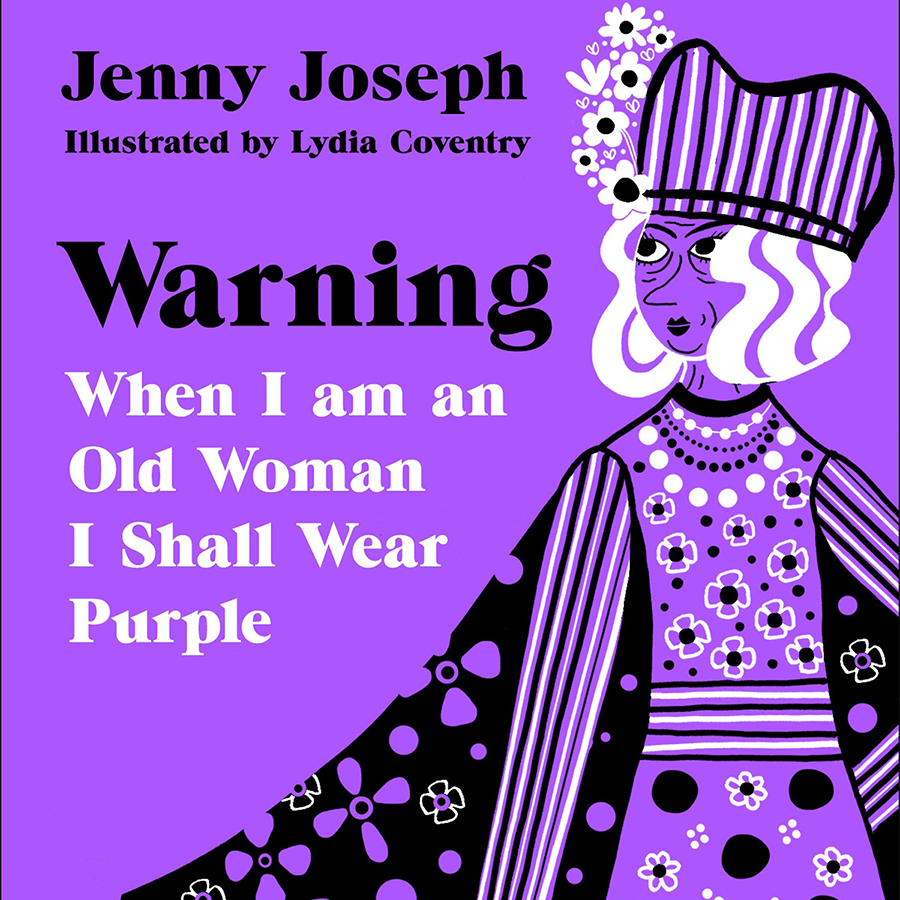 Jenny Joseph
Illustrated by Lydia Coventry
Warning
When I am an
Old Woman
I Shall Wear
Purple